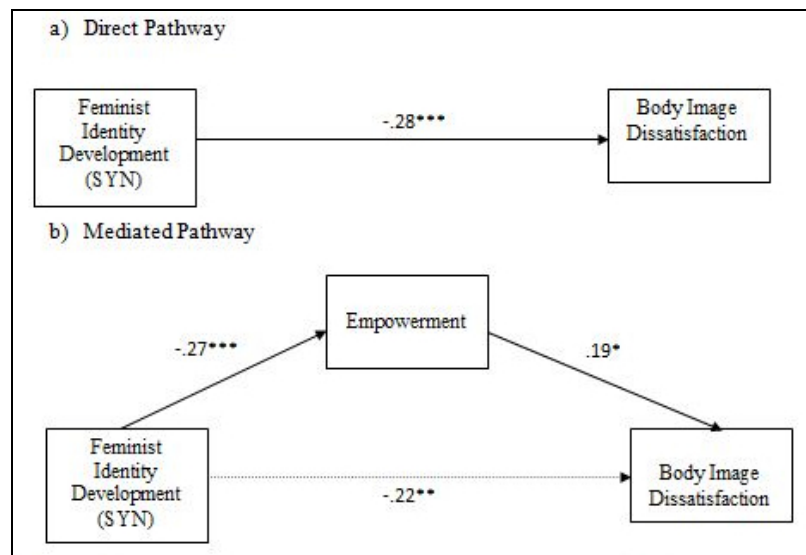 a) Direct Pathway
Feminist
Identity
Development
(SYN)
-.28***
Body Image
Dissatisfaction
b) Mediated Pathway
Empowerment
-.27***
.19*
Feminist
Identity
Development
(SYN)
-.22**
Body Image
Dissatisfaction